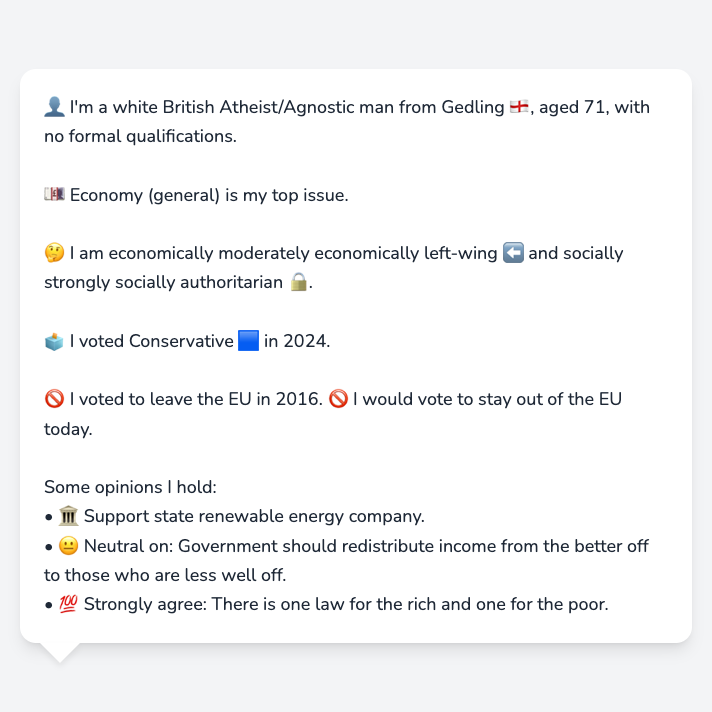 👤 I'm a white British Atheist/Agnostic man from Gedling 🏴󠁧󠁢󠁥󠁮󠁧󠁿, aged 71, with
no formal qualifications.
💷 Economy (general) is my top issue.
🤔 I am economically moderately economically left-wing ⬅️ and socially
strongly socially authoritarian 🔒.
🗳️ I voted Conservative 🟦 in 2024.
🚫 I voted to leave the EU in 2016. 🚫 I would vote to stay out of the EU
today.
Some opinions I hold:
• 🏛️ Support state renewable energy company.
• 😐 Neutral on: Government should redistribute income from the better off
to those who are less well off.
• 💯 Strongly agree: There is one law for the rich and one for the poor.